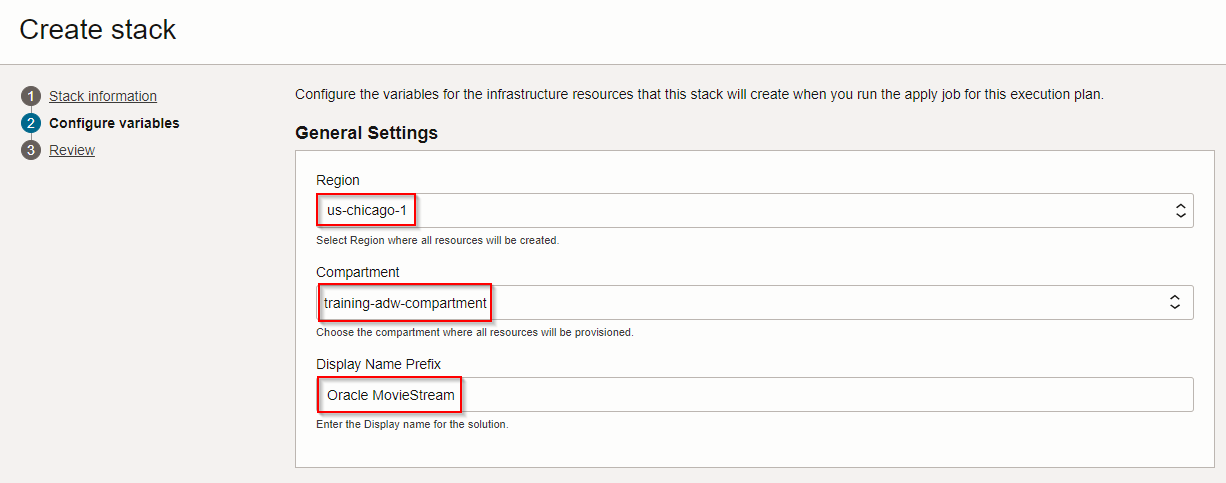 Create stack
1 Stack information
2 Configure variables
3 Review
Configure the variables for the infrastructure resources that this stack will create when you run the apply job for this execution plan.
General Settings
Region
us-chicago-1
Select Region where all resources will be created.
Compartment
training-adw-compartment
Choose the compartment where all resources will be provisioned.
Display Name Prefix
Oracle MovieStream
Enter the Display name for the solution.